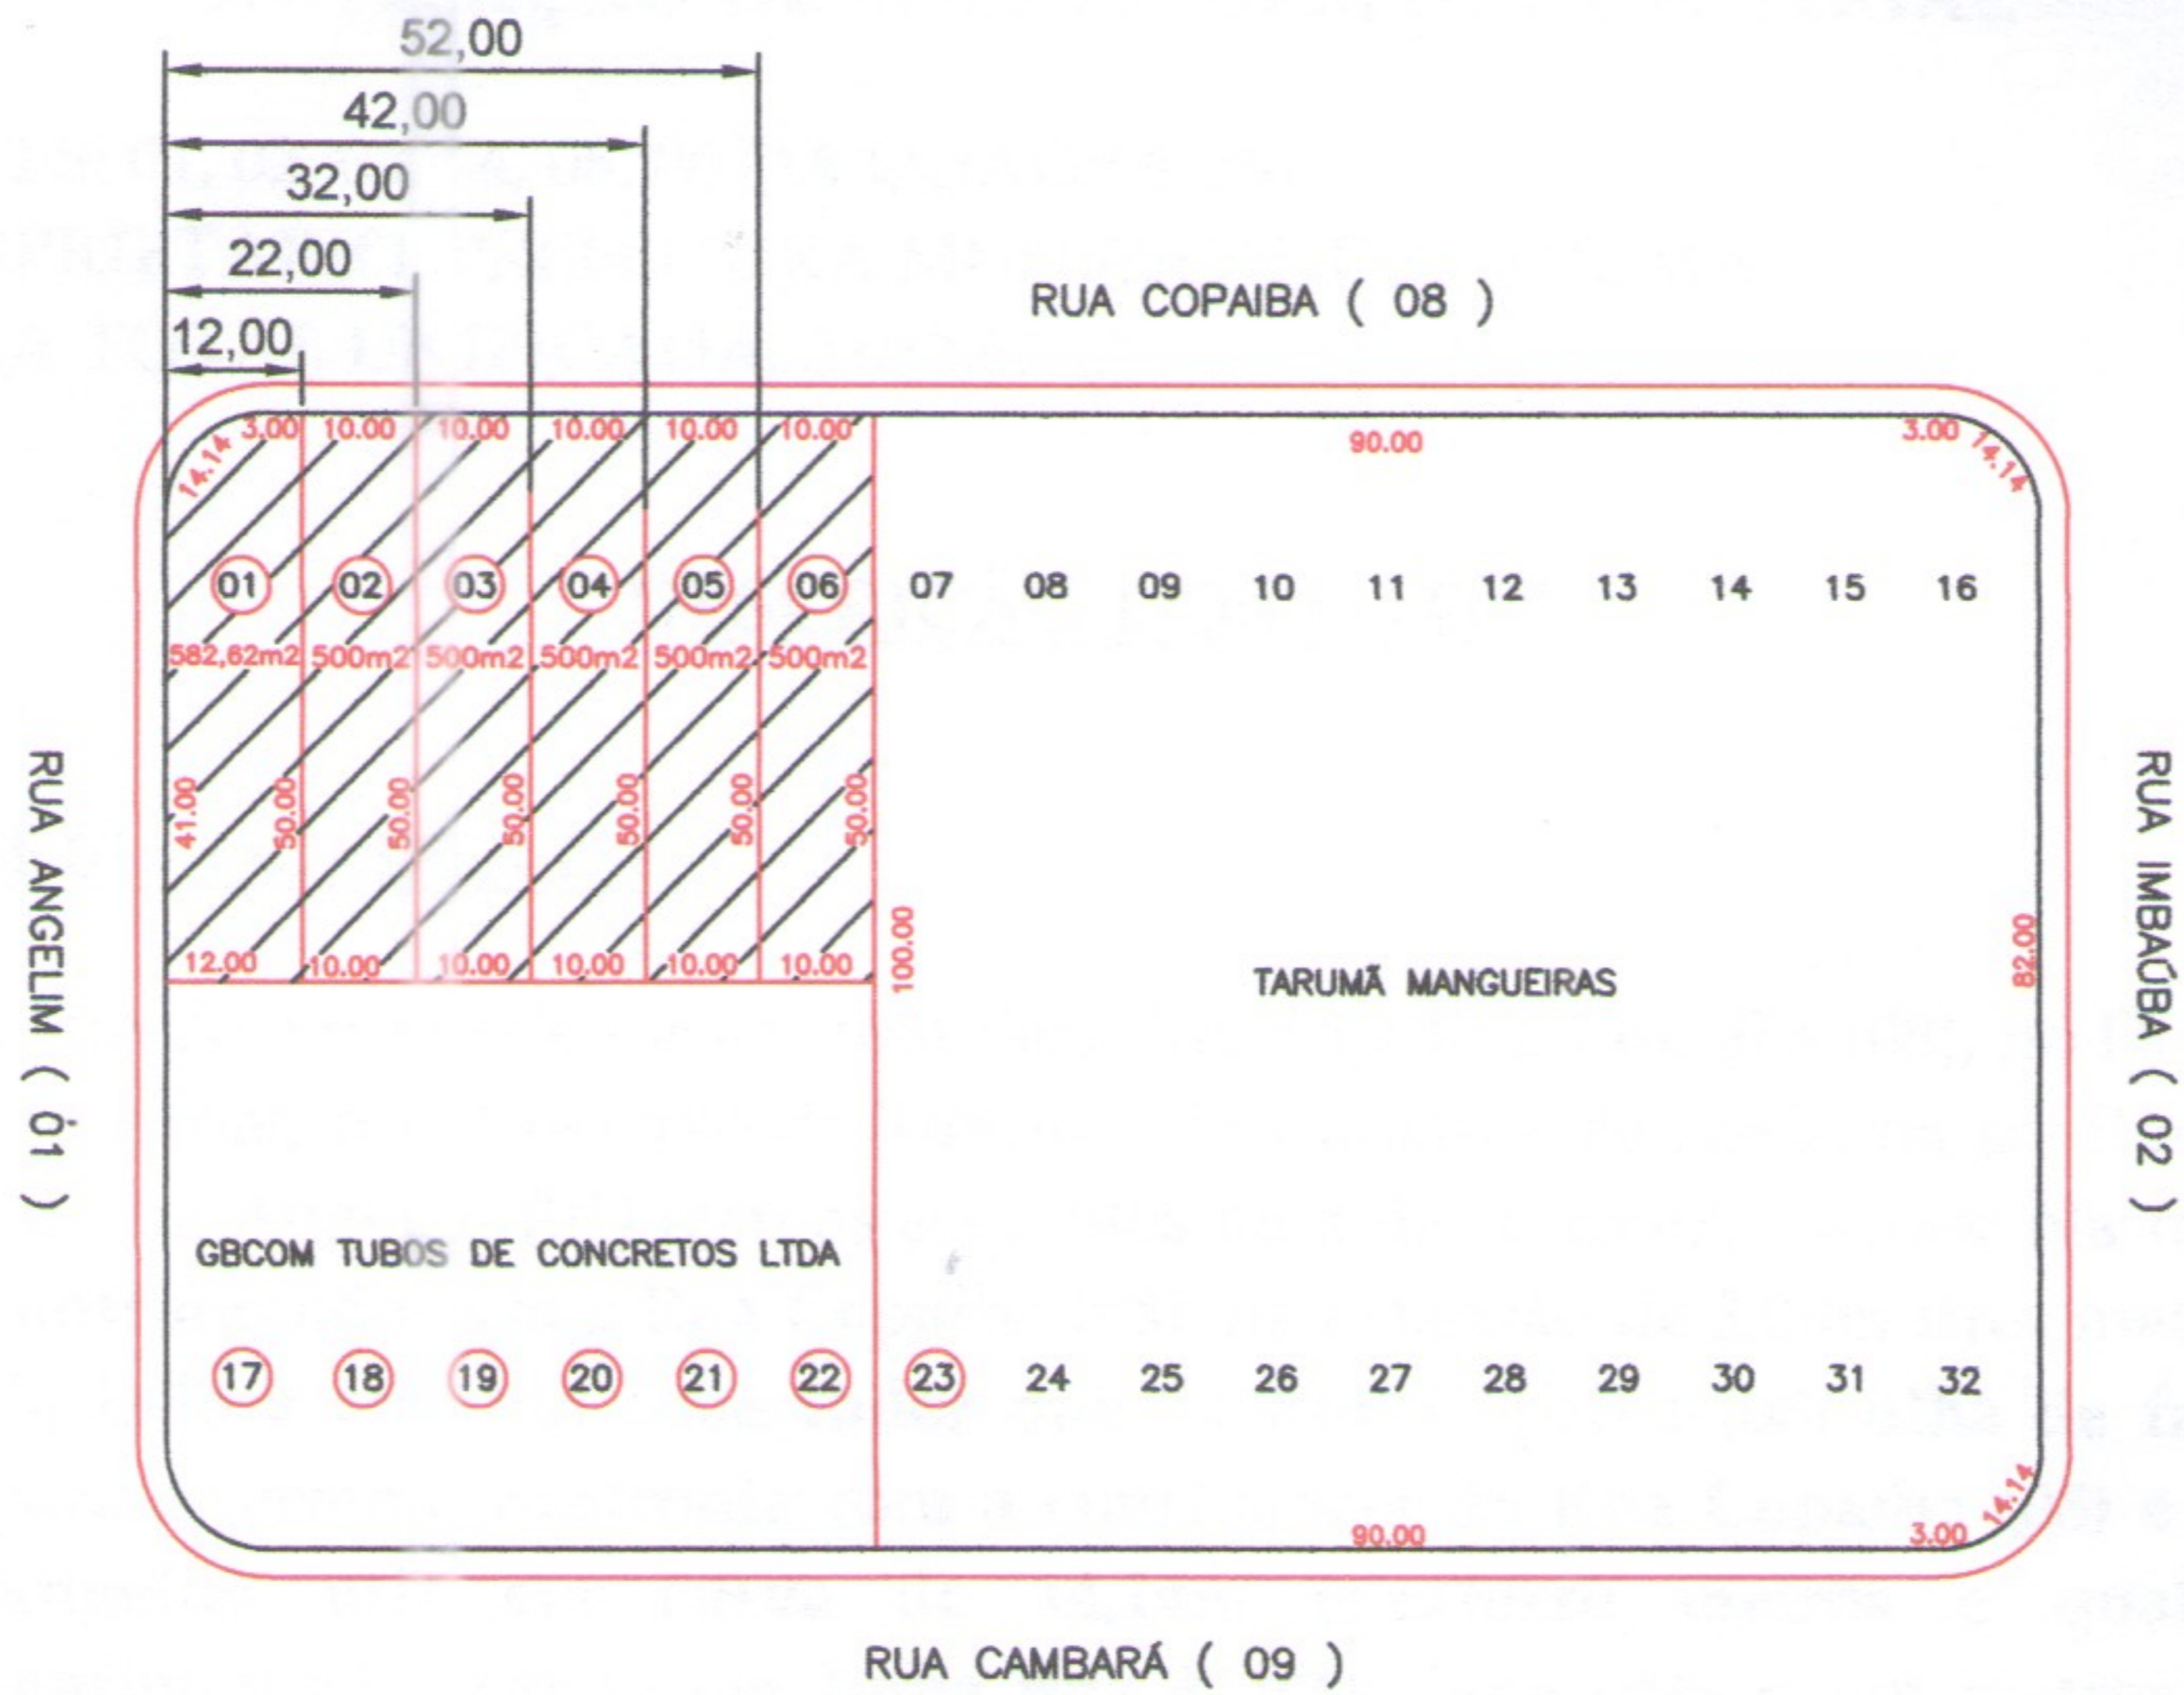 52,00
42,00
32,00
22,00
12,00
RUA COPAIBA ( 08 )
3.00 10.00 10.00 10.00 10.00 10.00 90.00 3.00
14.14 14.14
01 02 03 04 05 06 07 08 09 10 11 12 13 14 15 16
582,62m2 500m2 500m2 500m2 500m2 500m2
RUA ANGELIM ( 01 )
41.00 50.00 50.00 50.00 50.00 50.00 50.00
RUA IMBAÚBA ( 02 )
12.00 10.00 10.00 10.00 10.00 10.00
100.00
82.00
TARUMÃ MANGUEIRAS
GBCOM TUBOS DE CONCRETOS LTDA
17 18 19 20 21 22 23 24 25 26 27 28 29 30 31 32
14.14
90.00 3.00
RUA CAMBARÁ ( 09 )